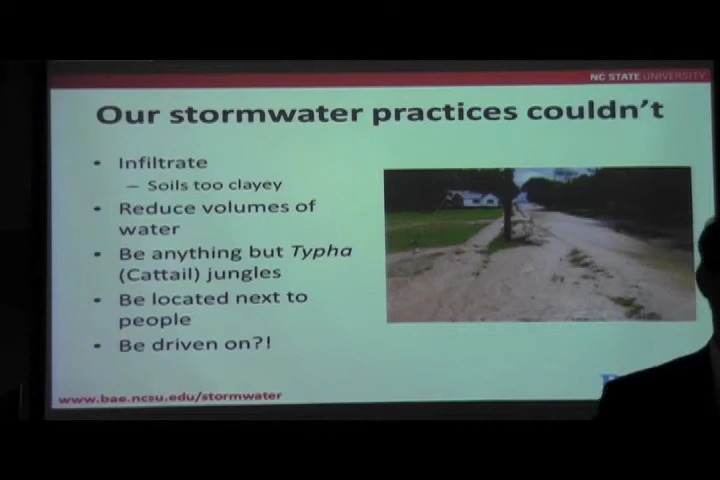 NC STATE UNIVERSITY
Our stormwater practices couldn't
• Infiltrate
– Soils too clayey
• Reduce volumes of
water
• Be anything but Typha
(Cattail) jungles
• Be located next to
people
• Be driven on?!
www.bae.ncsu.edu/stormwater